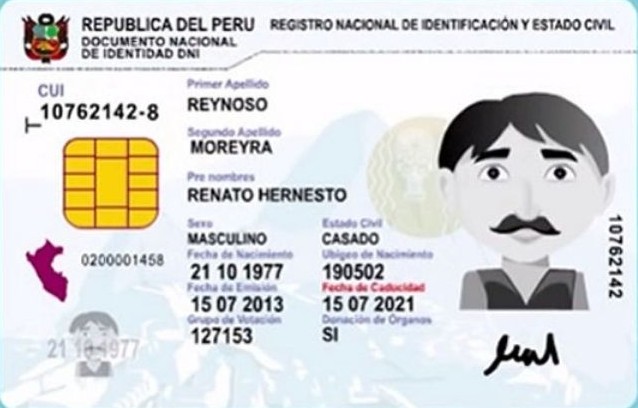 REPUBLICA DEL PERU
DOCUMENTO NACIONAL
DE IDENTIDAD DNI
REGISTRO NACIONAL DE IDENTIFICACIÓN Y ESTADO CIVIL
CUI
10762142-8
Primer Apellido
REYNOSO
Segundo Apellido
MOREYRA
Pre nombres
RENATO HERNESTO
Sexo Estado Civil
MASCULINO CASADO
Fecha de Nacimiento Ubigeo de Nacimiento
21 10 1977 190502
Fecha de Emisión Fecha de Caducidad
15 07 2013 15 07 2021
Grupo de Votación Donación de Organos
127153 SI
0200001458
21 10 1977
10762142